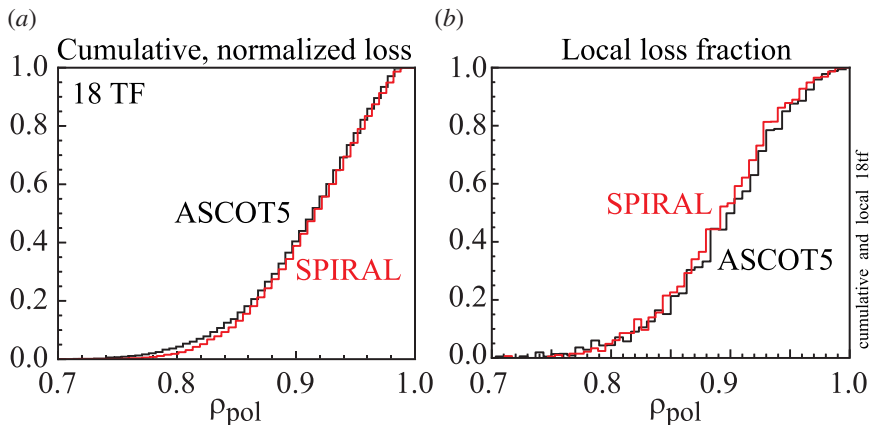 (a)
Cumulative, normalized loss
18 TF
ASCOT5
SPIRAL
1.0
0.8
0.6
0.4
0.2
0.0
0.7 0.8 0.9 1.0
ρpol
(b)
Local loss fraction
SPIRAL
ASCOT5
1.0
0.8
0.6
0.4
0.2
0.0
0.7 0.8 0.9 1.0
ρpol
cumulative and local 18tf